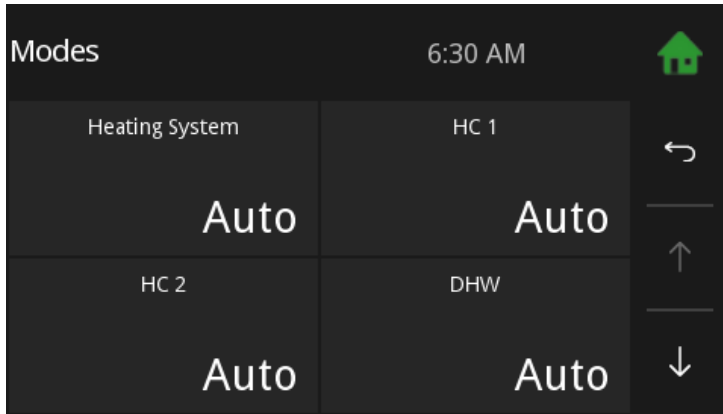 Modes
6:30 AM
Heating System
HC 1
Auto
Auto
HC 2
DHW
Auto
Auto